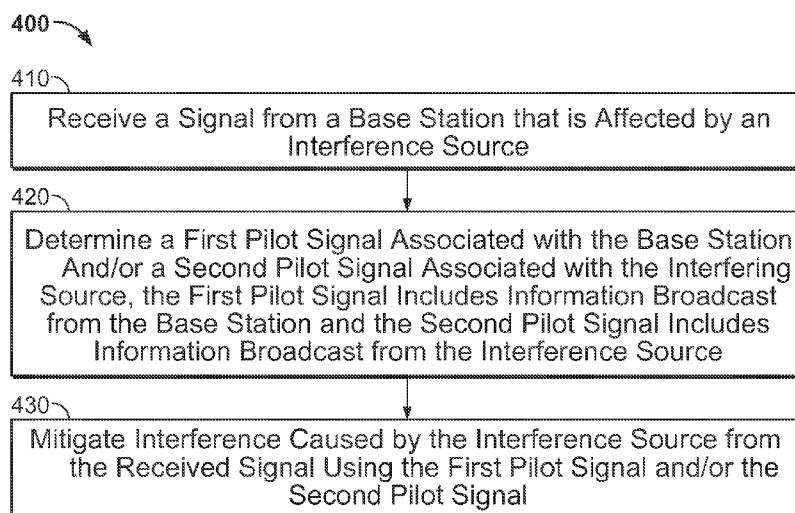 400
410
Receive a Signal from a Base Station that is Affected by an
Interference Source
420
Determine a First Pilot Signal Associated with the Base Station
And/or a Second Pilot Signal Associated with the Interfering
Source, the First Pilot Signal Includes Information Broadcast
from the Base Station and the Second Pilot Signal Includes
Information Broadcast from the Interference Source
430
Mitigate Interference Caused by the Interference Source from
the Received Signal Using the First Pilot Signal and/or the
Second Pilot Signal